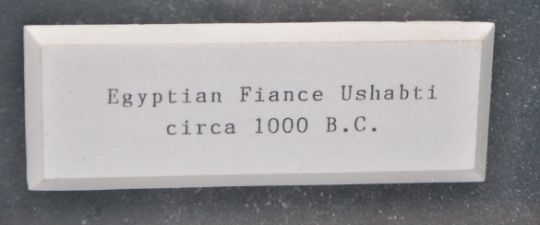 Egyptian Fiance Ushabti
circa 1000 B.C.